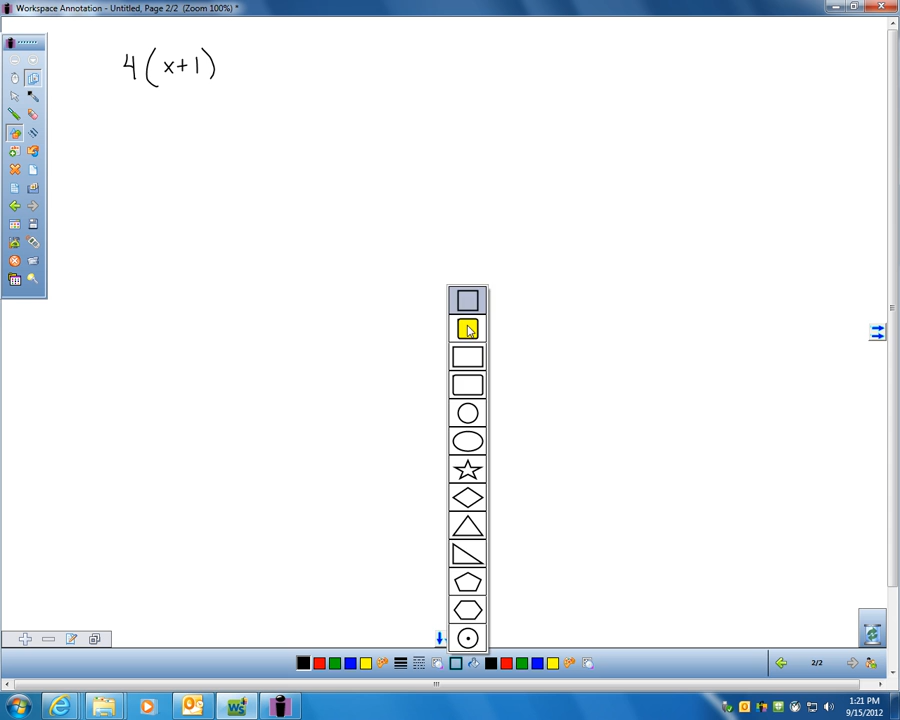 Workspace Annotation - Untitled, Page 2/2 (Zoom 100%) *
4(x+1)
2/2
1:21 PM
9/15/2012